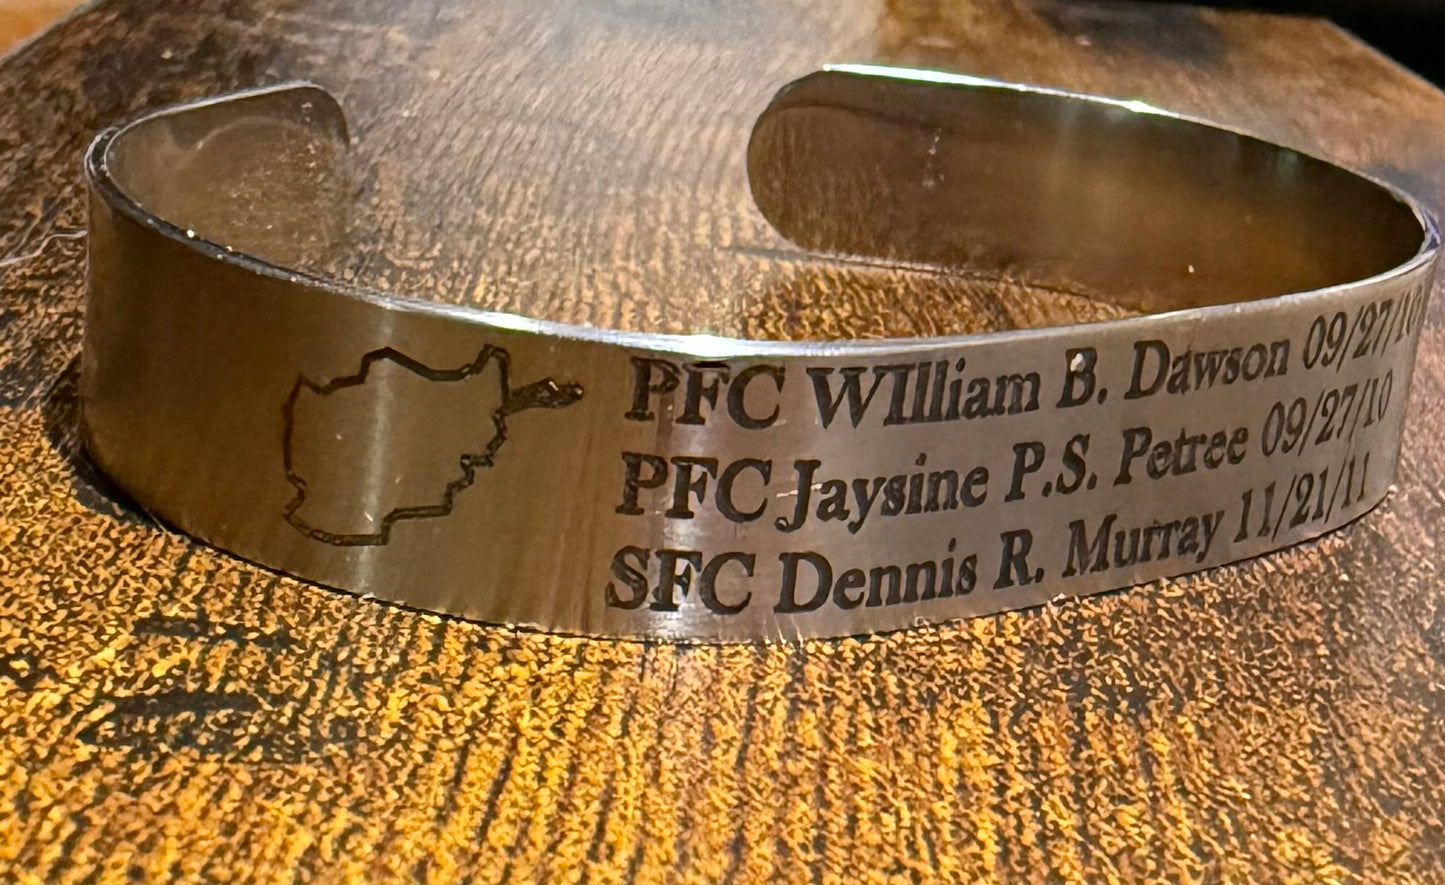 PFC WIlliam B. Dawson 09/27/10
PFC Jaysine P.S. Petree 09/27/10
SFC Dennis R. Murray 11/21/11